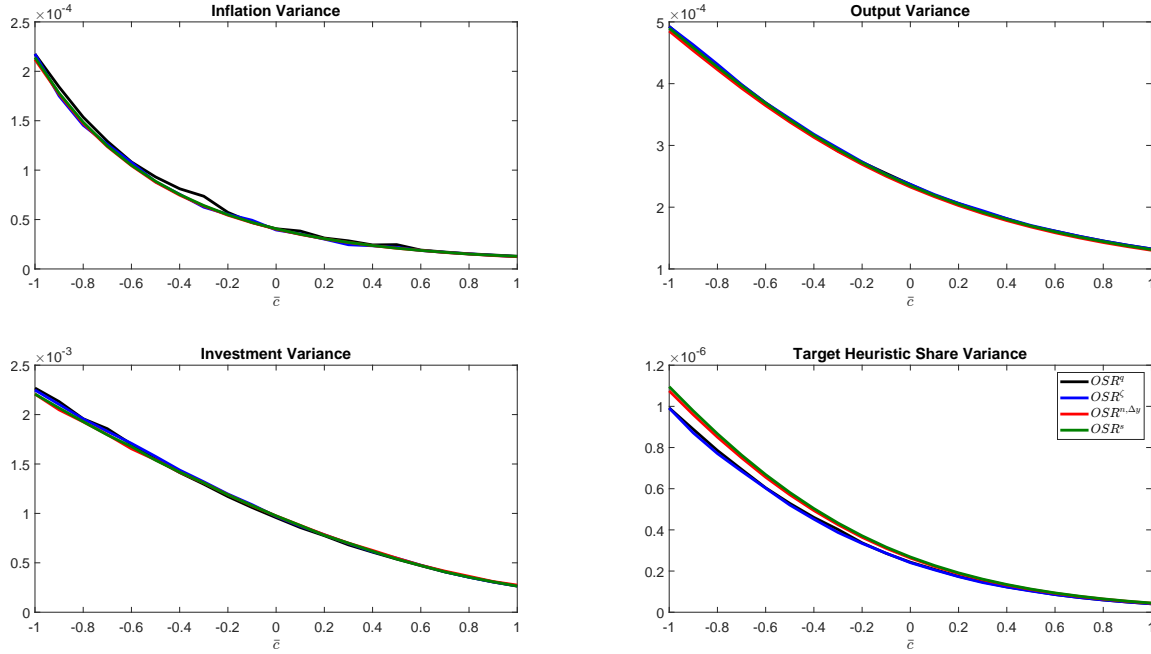 Inflation Variance
×10⁻⁴
2.5
2
1.5
1
0.5
0
-1 -0.8 -0.6 -0.4 -0.2 0 0.2 0.4 0.6 0.8 1
c̄
Output Variance
×10⁻⁴
5
4
3
2
1
-1 -0.8 -0.6 -0.4 -0.2 0 0.2 0.4 0.6 0.8 1
c̄
Investment Variance
×10⁻³
2.5
2
1.5
1
0.5
0
-1 -0.8 -0.6 -0.4 -0.2 0 0.2 0.4 0.6 0.8 1
c̄
Target Heuristic Share Variance
×10⁻⁶
1.2
1
0.8
0.6
0.4
0.2
0
OSR^q
OSR^ζ
OSR^{n,Δy}
OSR^s
-1 -0.8 -0.6 -0.4 -0.2 0 0.2 0.4 0.6 0.8 1
c̄